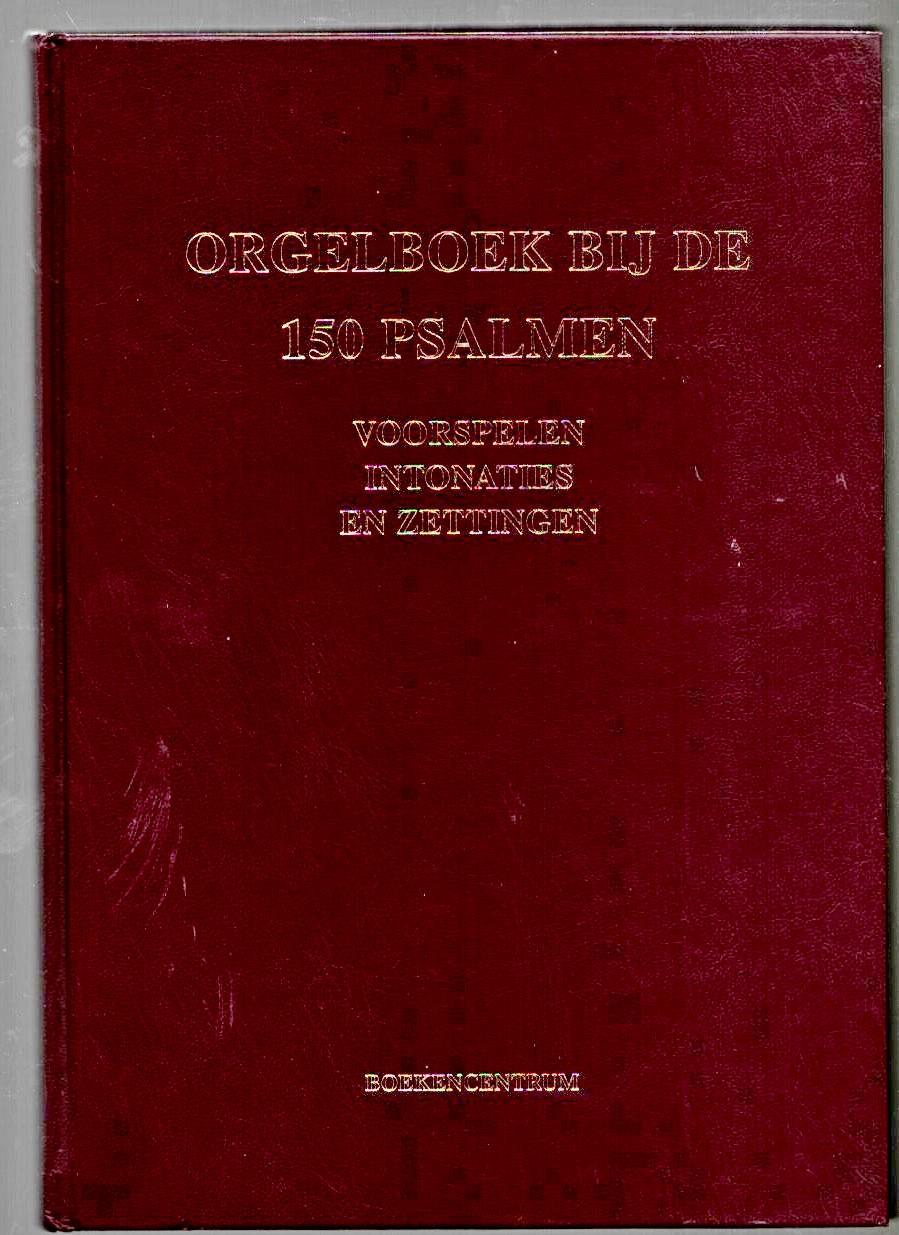 ORGELBOEK BIJ DE
150 PSALMEN
VOORSPELEN
INTONATIES
EN ZETTINGEN
BOEKENCENTRUM